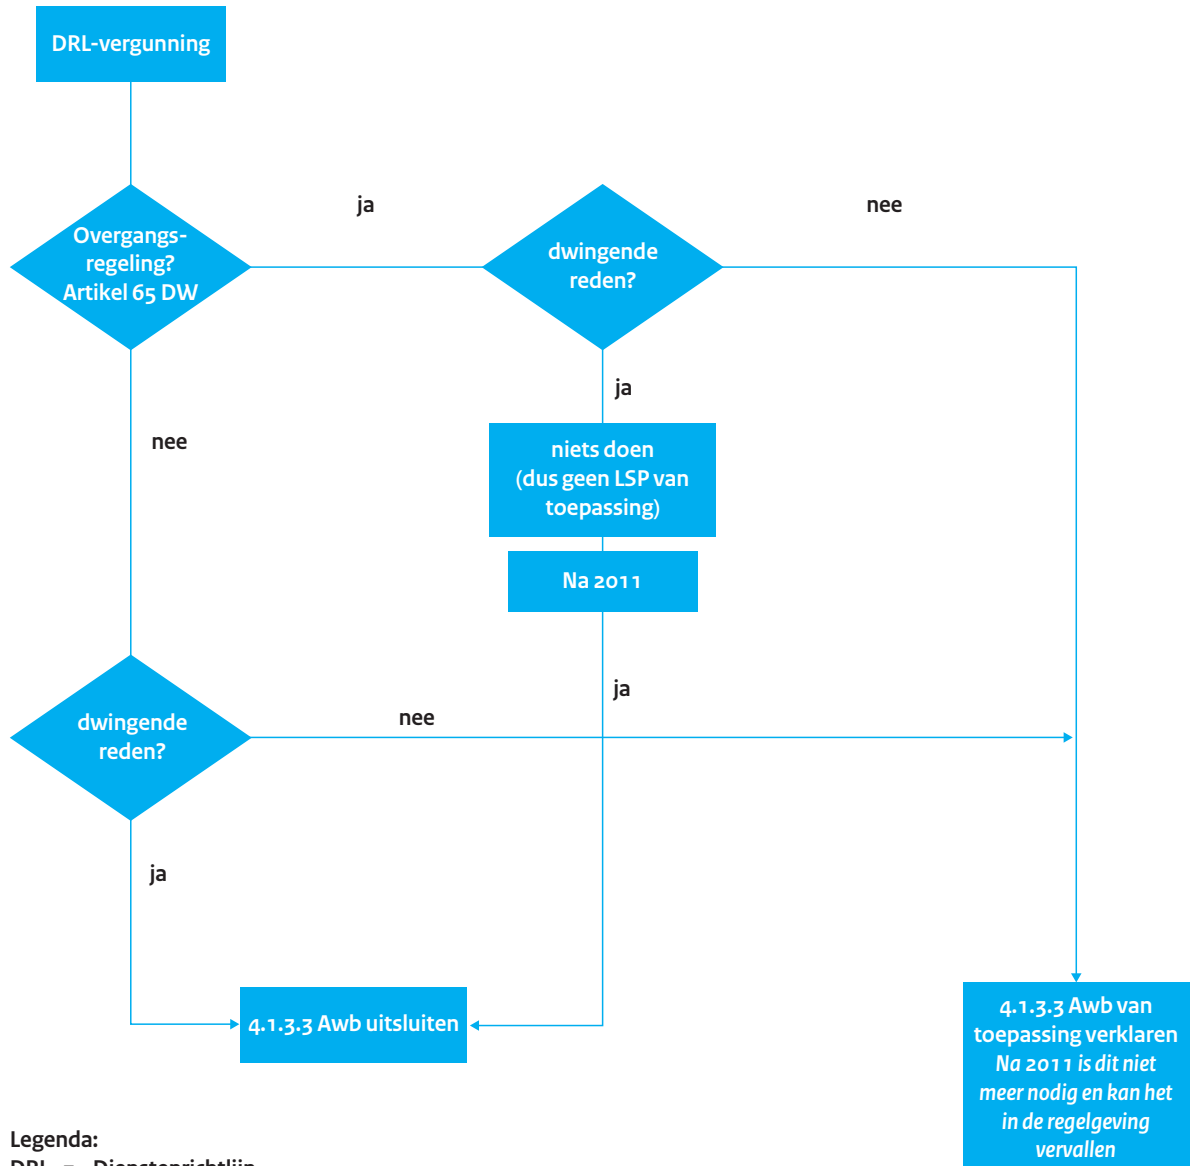 DRL-vergunning
ja
nee
Overgangs-
regeling?
Artikel 65 DW
dwingende
reden?
ja
nee
niets doen
(dus geen LSP van
toepassing)
Na 2011
ja
dwingende
reden?
nee
ja
4.1.3.3 Awb uitsluiten
4.1.3.3 Awb van
toepassing verklaren
Na 2011 is dit niet
meer nodig en kan het
in de regelgeving
vervallen
Legenda:
DRL = Dienstenrichtlijn